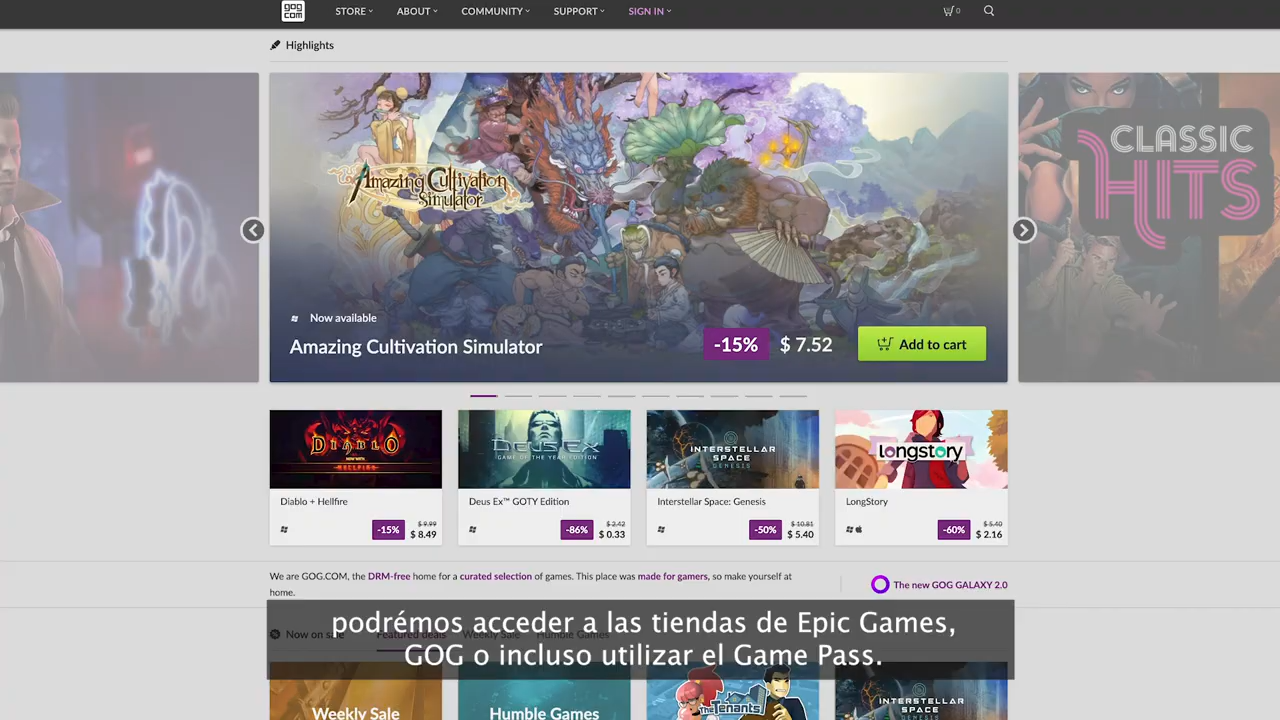 gog
com
STORE
ABOUT
COMMUNITY
SUPPORT
SIGN IN
0
Highlights
Amazing Cultivation
Simulator
CLASSIC
HITS
Now available
Amazing Cultivation Simulator
-15%
$ 7.52
Add to cart
DIABLO
HELLFIRE
DEUS EX
GAME OF THE YEAR EDITION
INTERSTELLAR
SPACE
GENESIS
longstory
Diablo + Hellfire
Deus Ex™ GOTY Edition
Interstellar Space: Genesis
LongStory
-15%
$ 9.99
$ 8.49
-86%
$ 2.42
$ 0.33
-50%
$ 10.81
$ 5.40
-60%
$ 5.40
$ 2.16
We are GOG.COM, the DRM-free home for a curated selection of games. This place was made for gamers, so make yourself at
home.
The new GOG GALAXY 2.0
podrémos acceder a las tiendas de Epic Games,
GOG o incluso utilizar el Game Pass.
Now on sale
Featured deals
Weekly Sale
Humble Games
Weekly Sale
Humble Games
The Tenants
INTERSTELLAR
SPACE